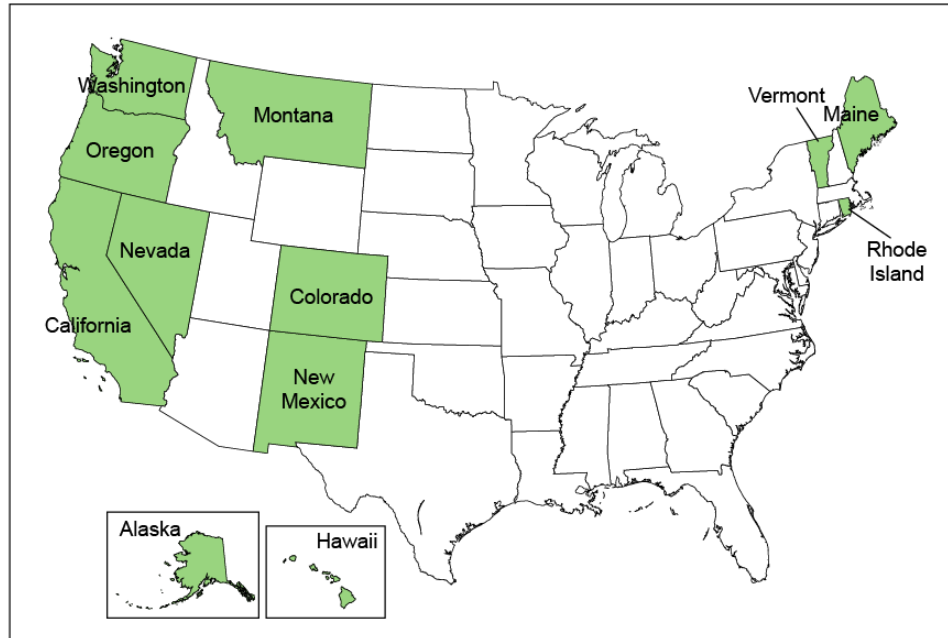 Washington
Montana
Vermont
Maine
Oregon
Nevada
Rhode
Island
Colorado
California
New
Mexico
Alaska
Hawaii